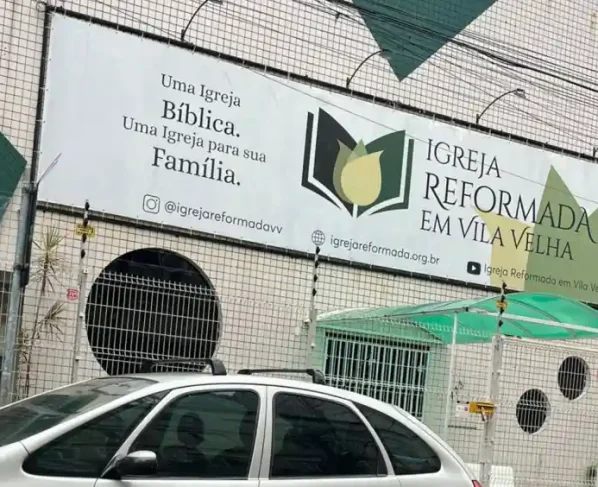 Uma Igreja
Bíblica.
Uma Igreja para sua
Família.
@igrejareformadavv
igrejareformada.org.br
IGREJA
REFORMADA
EM VILA VELHA
Igreja Reformada em Vila Ve